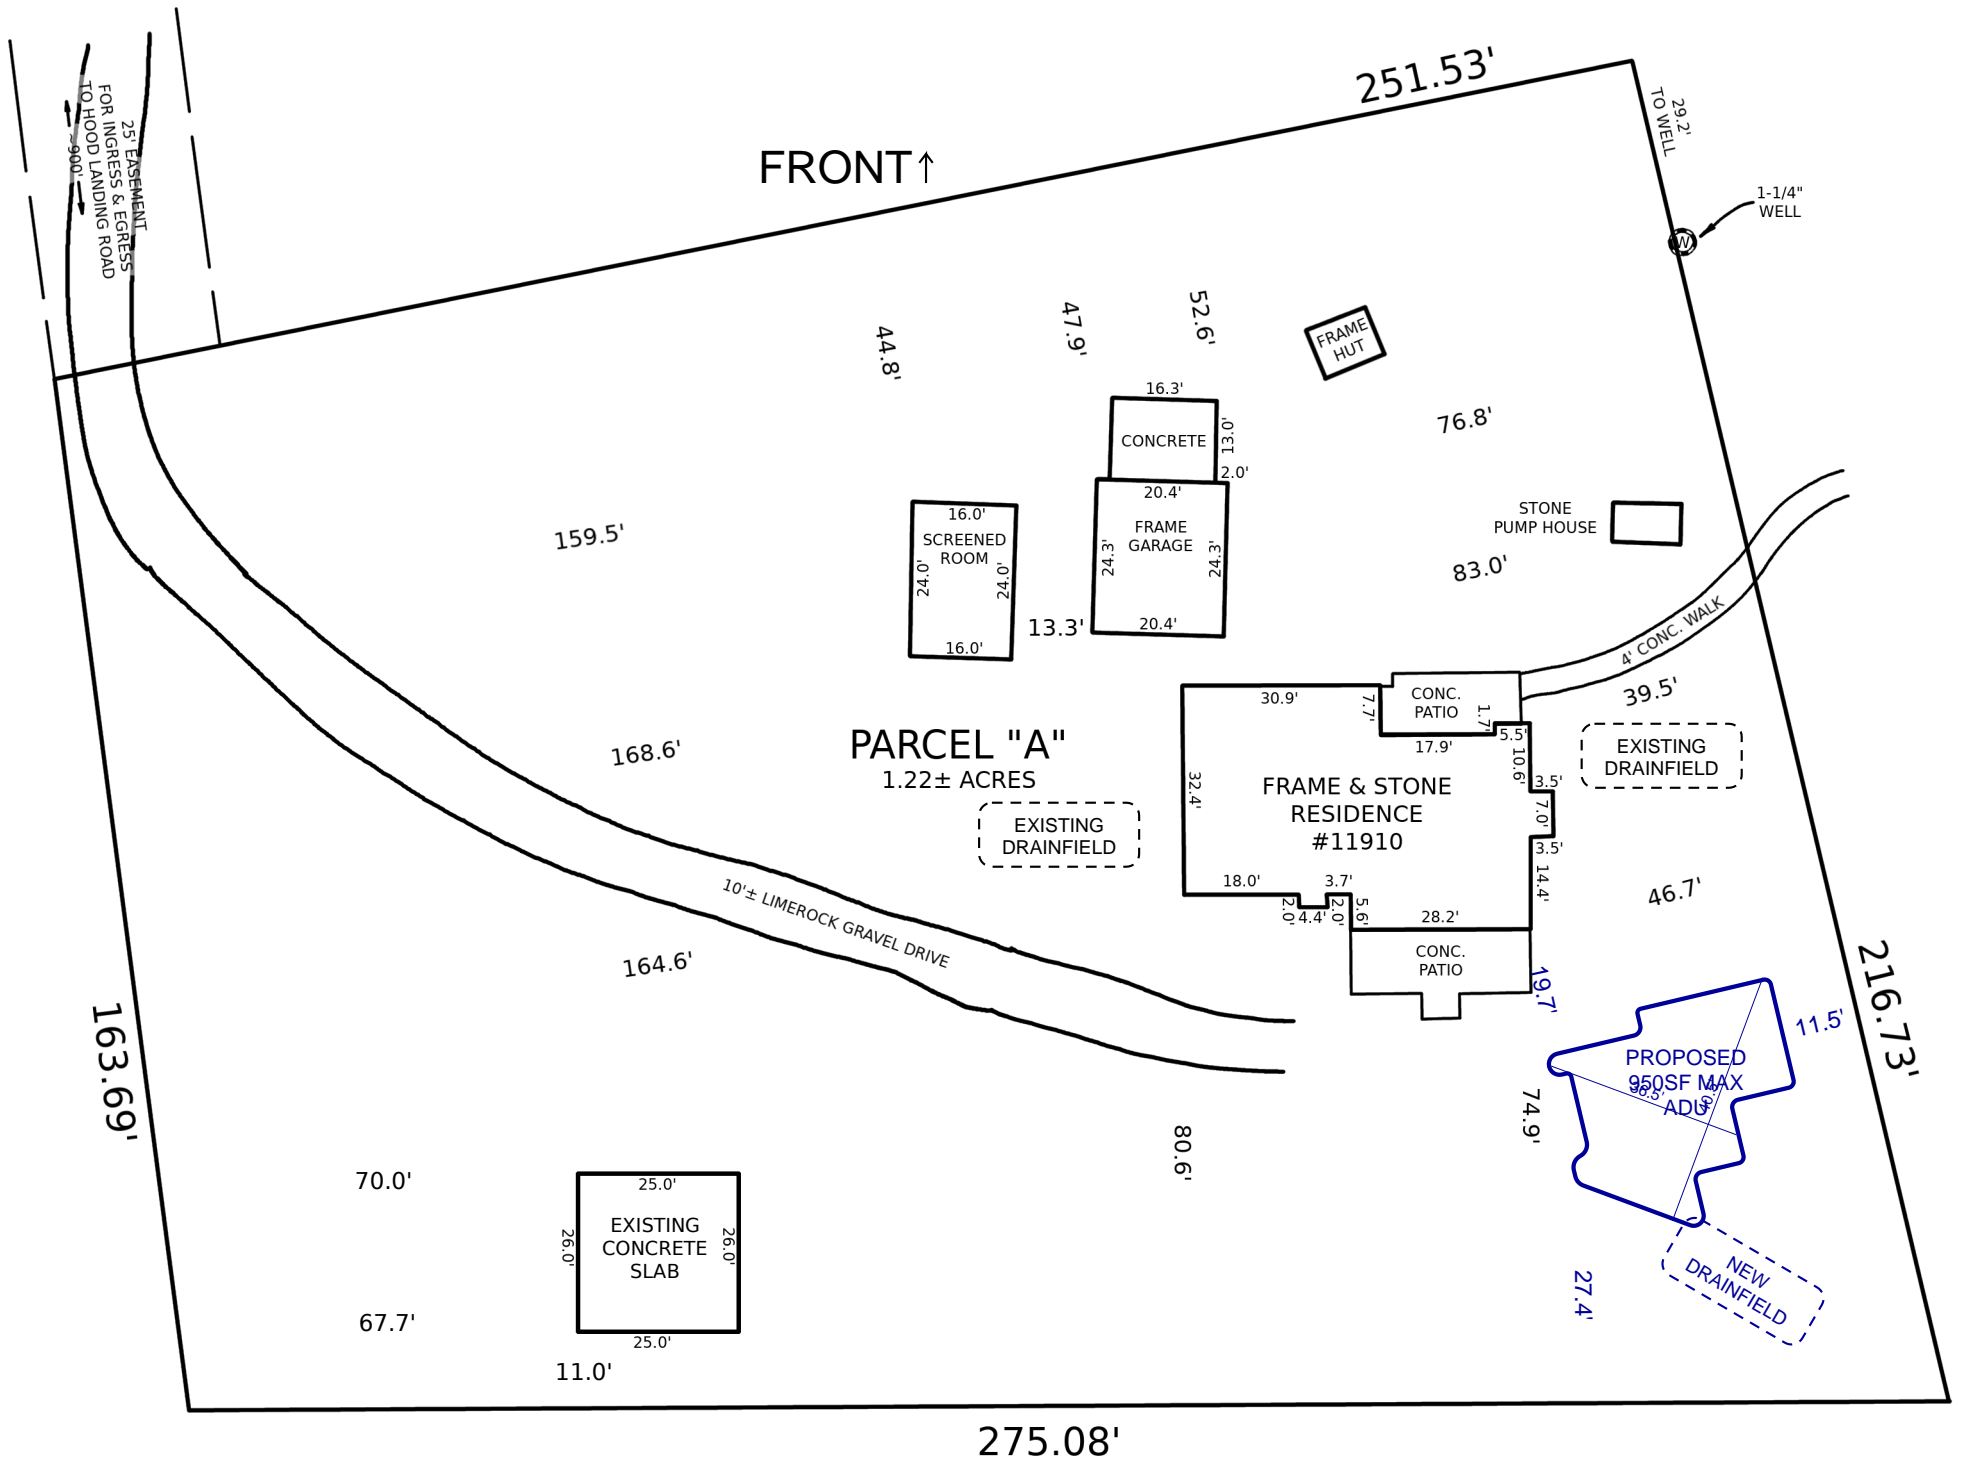 251.53'
29.2'
TO WELL
25' EASEMENT
FOR INGRESS & EGRESS
TO HOOD LANDING ROAD
~900'
FRONT↑
1-1/4"
WELL
W
44.8'
47.9'
52.6'
FRAME
HUT
16.3'
CONCRETE
13.0'
2.0'
76.8'
20.4'
FRAME
GARAGE
24.3'
24.3'
20.4'
16.0'
SCREENED
ROOM
24.0'
24.0'
16.0'
159.5'
13.3'
STONE
PUMP HOUSE
83.0'
4' CONC. WALK
39.5'
30.9'
7.7'
CONC.
PATIO
1.7'
5.5'
17.9'
10.6'
3.5'
7.0'
3.5'
14.4'
32.4'
FRAME & STONE
RESIDENCE
#11910
EXISTING
DRAINFIELD
168.6'
PARCEL "A"
1.22± ACRES
EXISTING
DRAINFIELD
18.0'
2.0'
4.4'
3.7'
2.0'
5.6'
28.2'
CONC.
PATIO
46.7'
10'± LIMEROCK GRAVEL DRIVE
164.6'
19.7'
11.5'
216.73'
PROPOSED
950SF MAX
ADU
38.5'
74.9'
80.6'
163.69'
70.0'
25.0'
EXISTING
CONCRETE
SLAB
26.0'
26.0'
25.0'
67.7'
11.0'
27.4'
NEW
DRAINFIELD
275.08'